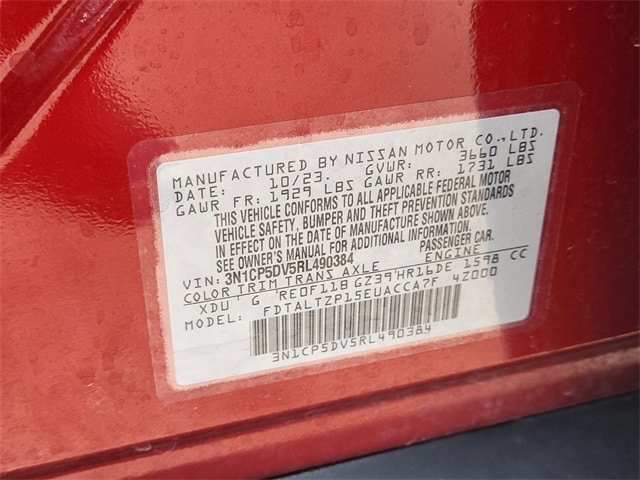 MANUFACTURED BY NISSAN MOTOR CO.,LTD.
DATE: 10/23. GVWR: 3660 LBS
GAWR FR: 1929 LBS GAWR RR: 1731 LBS
THIS VEHICLE CONFORMS TO ALL APPLICABLE FEDERAL MOTOR
VEHICLE SAFETY, BUMPER AND THEFT PREVENTION STANDARDS
IN EFFECT ON THE DATE OF MANUFACTURE SHOWN ABOVE.
SEE OWNER'S MANUAL FOR ADDITIONAL INFORMATION.
VIN: 3N1CP5DV5RL490384 PASSENGER CAR.
COLOR TRIM TRANS AXLE ENGINE
XDU G RE0F11B GZ39 HR16DE 1598 CC
MODEL: FDTALTZP15EUACCA7F 4Z000
3N1CP5DV5RL490384